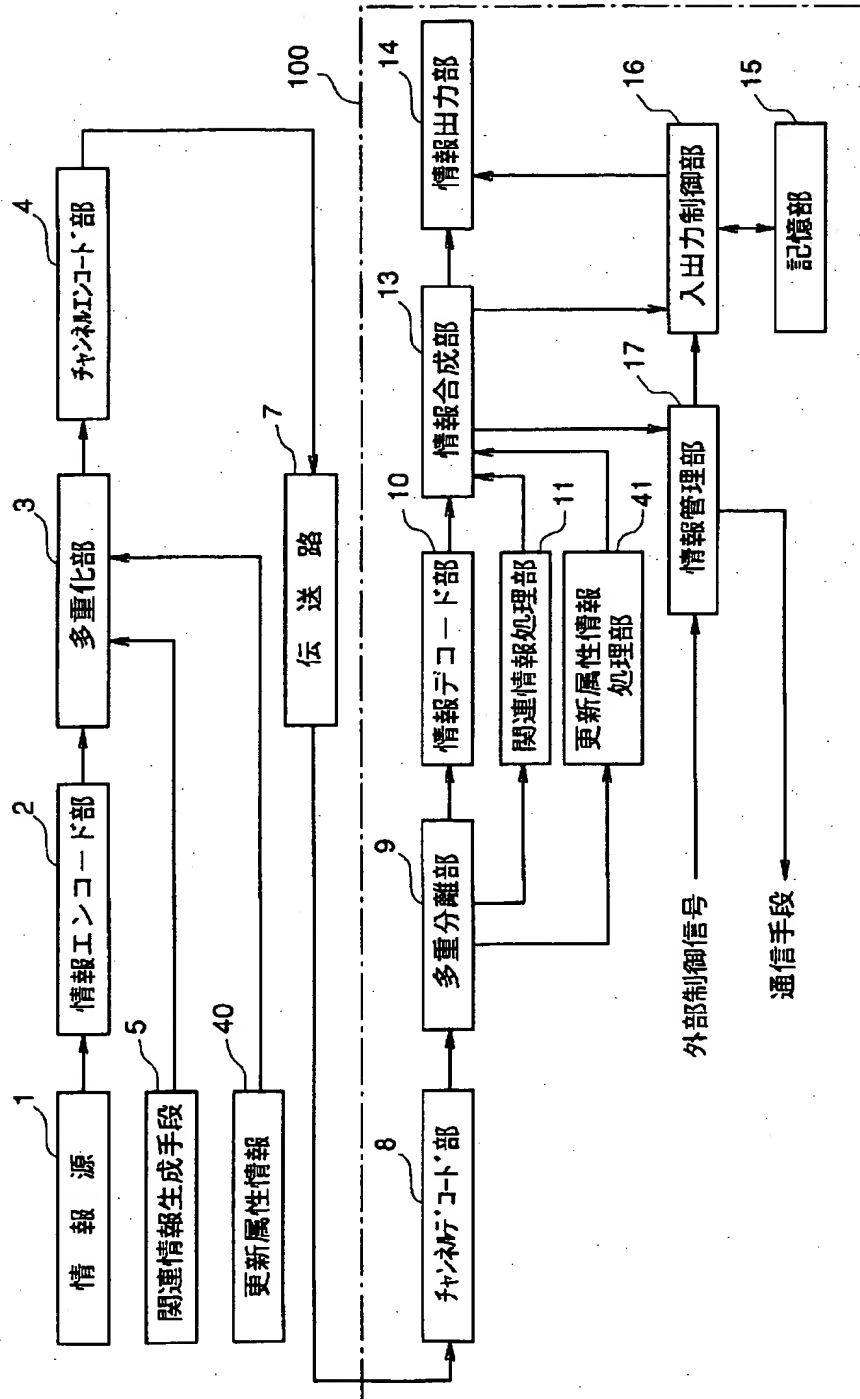 1
情報源
2
情報エンコード部
3
多重化部
4
チャンネルエンコード部
5
関連情報生成手段
40
更新属性情報
7
伝送路
100
8
チャンネルデコード部
9
多重分離部
10
情報デコード部
13
情報合成部
14
情報出力部
11
関連情報処理部
41
更新属性情報
処理部
17
情報管理部
16
入出力制御部
15
記憶部
外部制御信号
通信手段